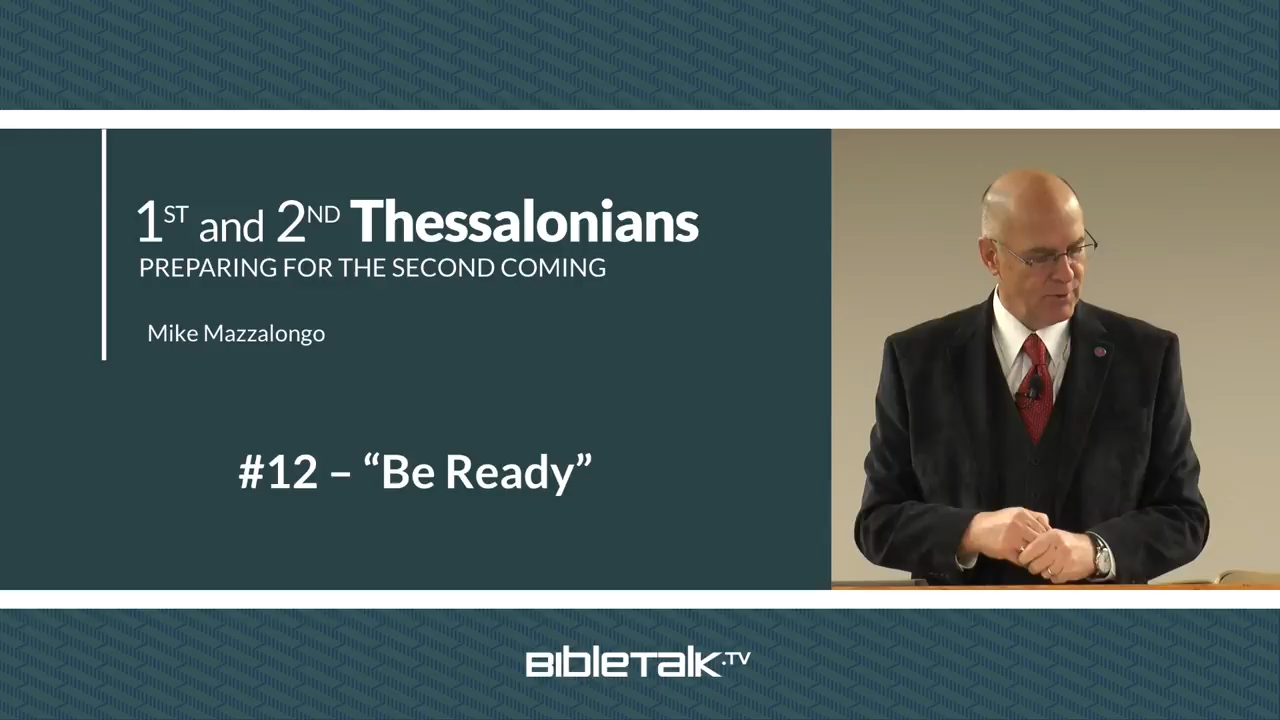 1ST and 2ND Thessalonians
PREPARING FOR THE SECOND COMING
Mike Mazzalongo
#12 – “Be Ready”
BIBLETALK.TV